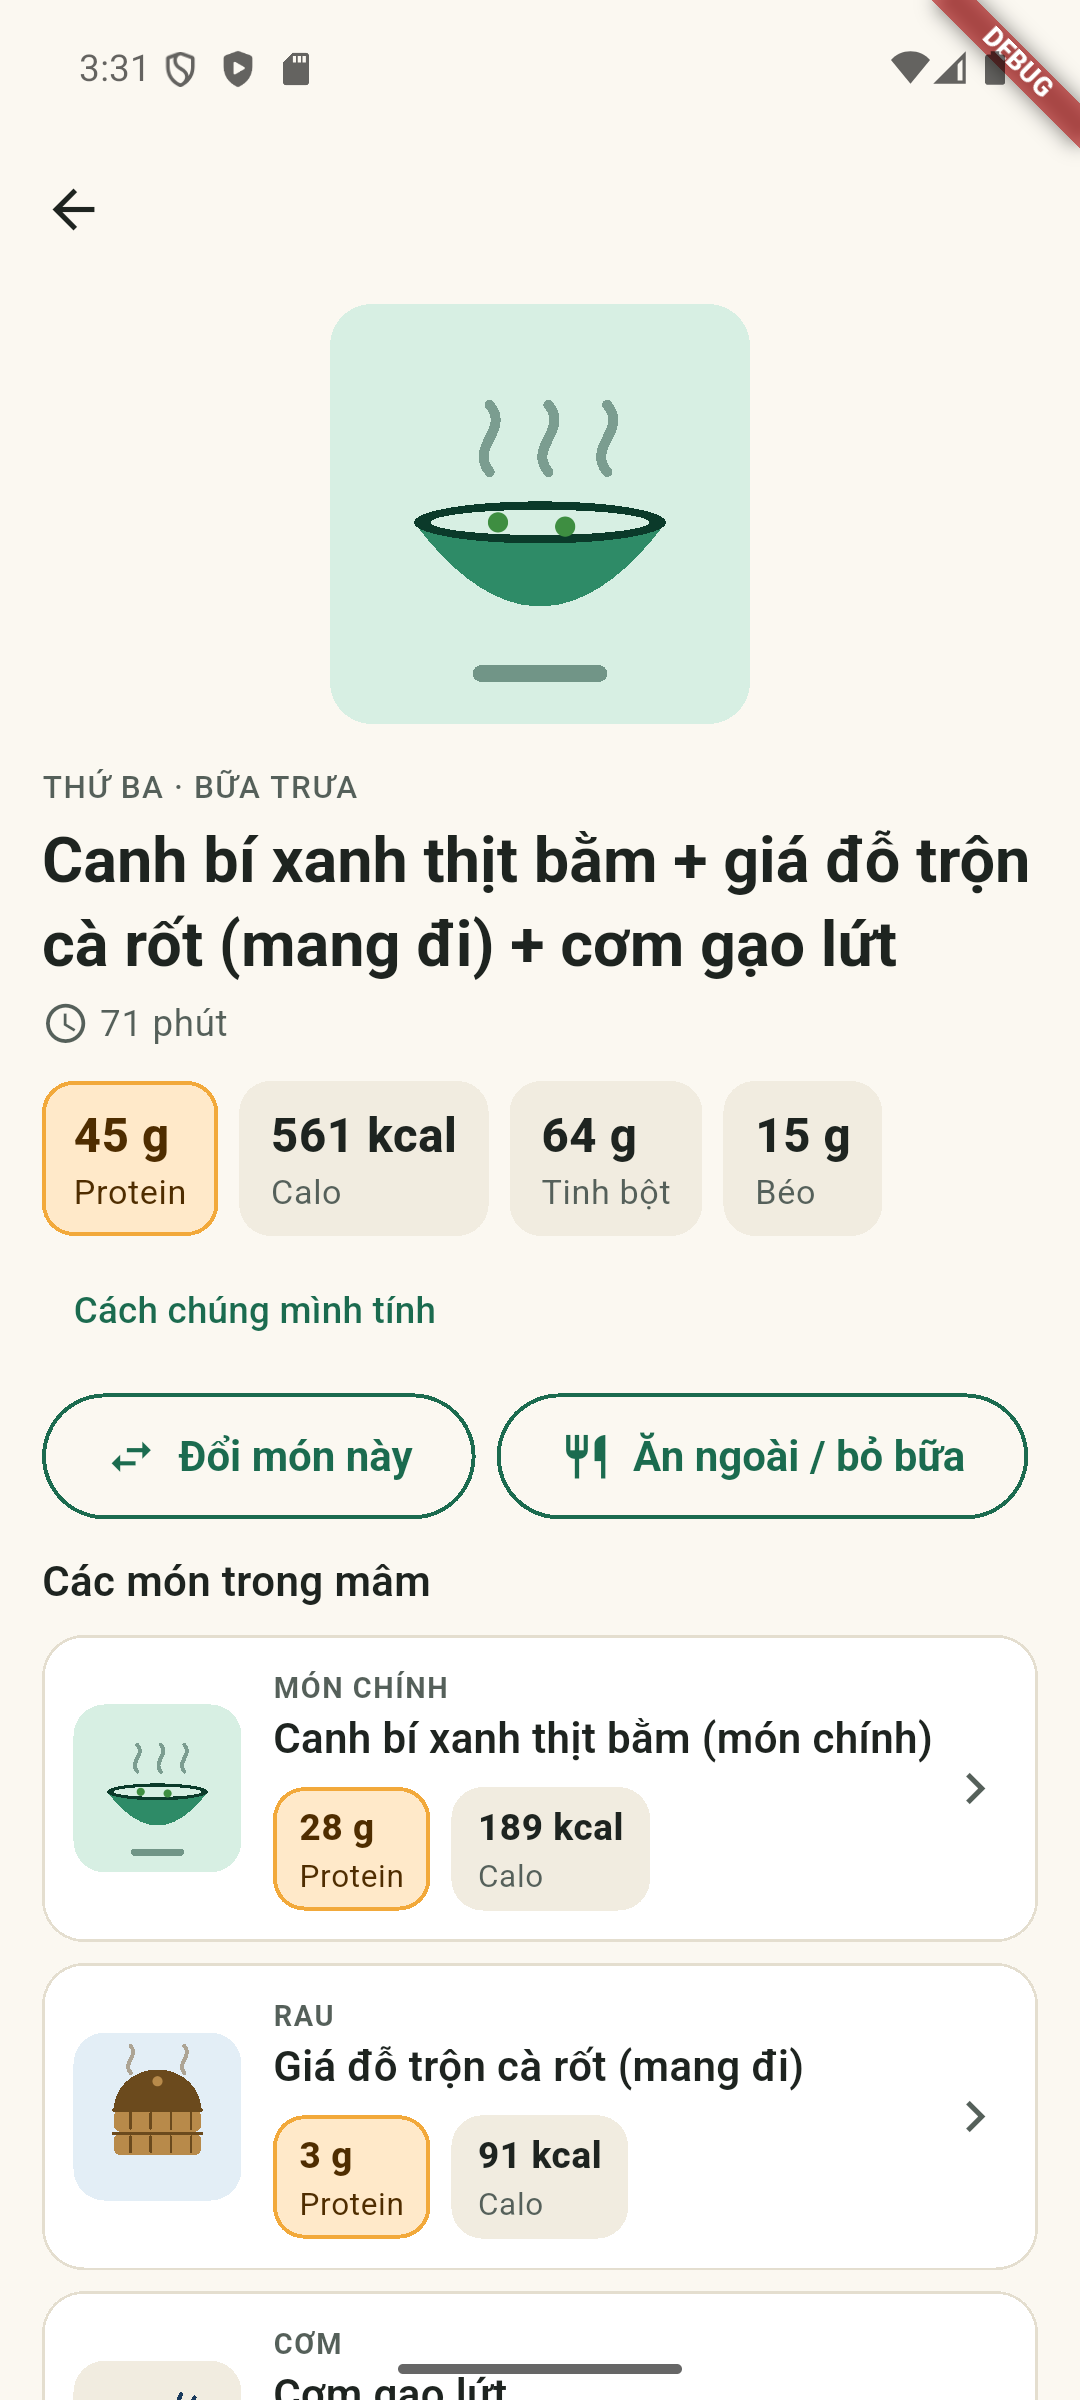 3:31
DEBUG
THỨ BA · BỮA TRƯA
Canh bí xanh thịt bằm + giá đỗ trộn
cà rốt (mang đi) + cơm gạo lứt
71 phút
45 g
Protein
561 kcal
Calo
64 g
Tinh bột
15 g
Béo
Cách chúng mình tính
Đổi món này
Ăn ngoài / bỏ bữa
Các món trong mâm
MÓN CHÍNH
Canh bí xanh thịt bằm (món chính)
28 g
Protein
189 kcal
Calo
RAU
Giá đỗ trộn cà rốt (mang đi)
3 g
Protein
91 kcal
Calo
CƠM
Cơm gạo lứt